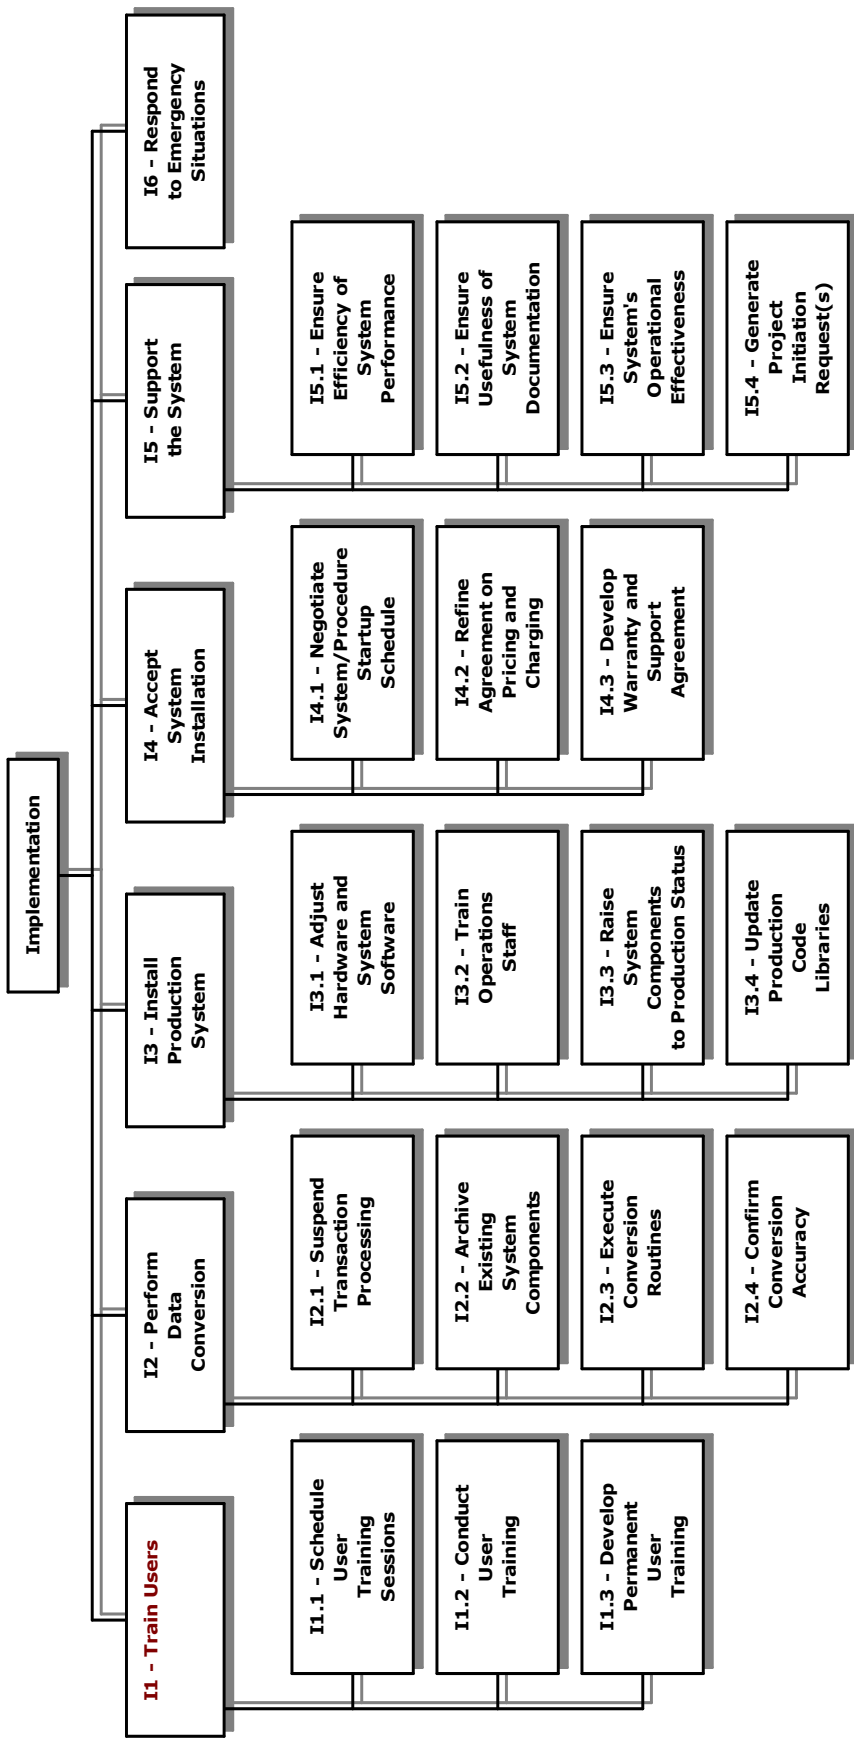 Implementation
I1 - Train Users
I1.1 - Schedule
User
Training
Sessions
I1.2 - Conduct
User
Training
I1.3 - Develop
Permanent
User
Training
I2 - Perform
Data
Conversion
I2.1 - Suspend
Transaction
Processing
I2.2 - Archive
Existing
System
Components
I2.3 - Execute
Conversion
Routines
I2.4 - Confirm
Conversion
Accuracy
I3 - Install
Production
System
I3.1 - Adjust
Hardware and
System
Software
I3.2 - Train
Operations
Staff
I3.3 - Raise
System
Components
to Production Status
I3.4 - Update
Production
Code
Libraries
I4 - Accept
System
Installation
I4.1 - Negotiate
System/Procedure
Startup
Schedule
I4.2 - Refine
Agreement on
Pricing and
Charging
I4.3 - Develop
Warranty and
Support
Agreement
I5 - Support
the System
I5.1 - Ensure
Efficiency of
System
Performance
I5.2 - Ensure
Usefulness of
System
Documentation
I5.3 - Ensure
System's
Operational
Effectiveness
I5.4 - Generate
Project
Initiation
Request(s)
I6 - Respond
to Emergency
Situations